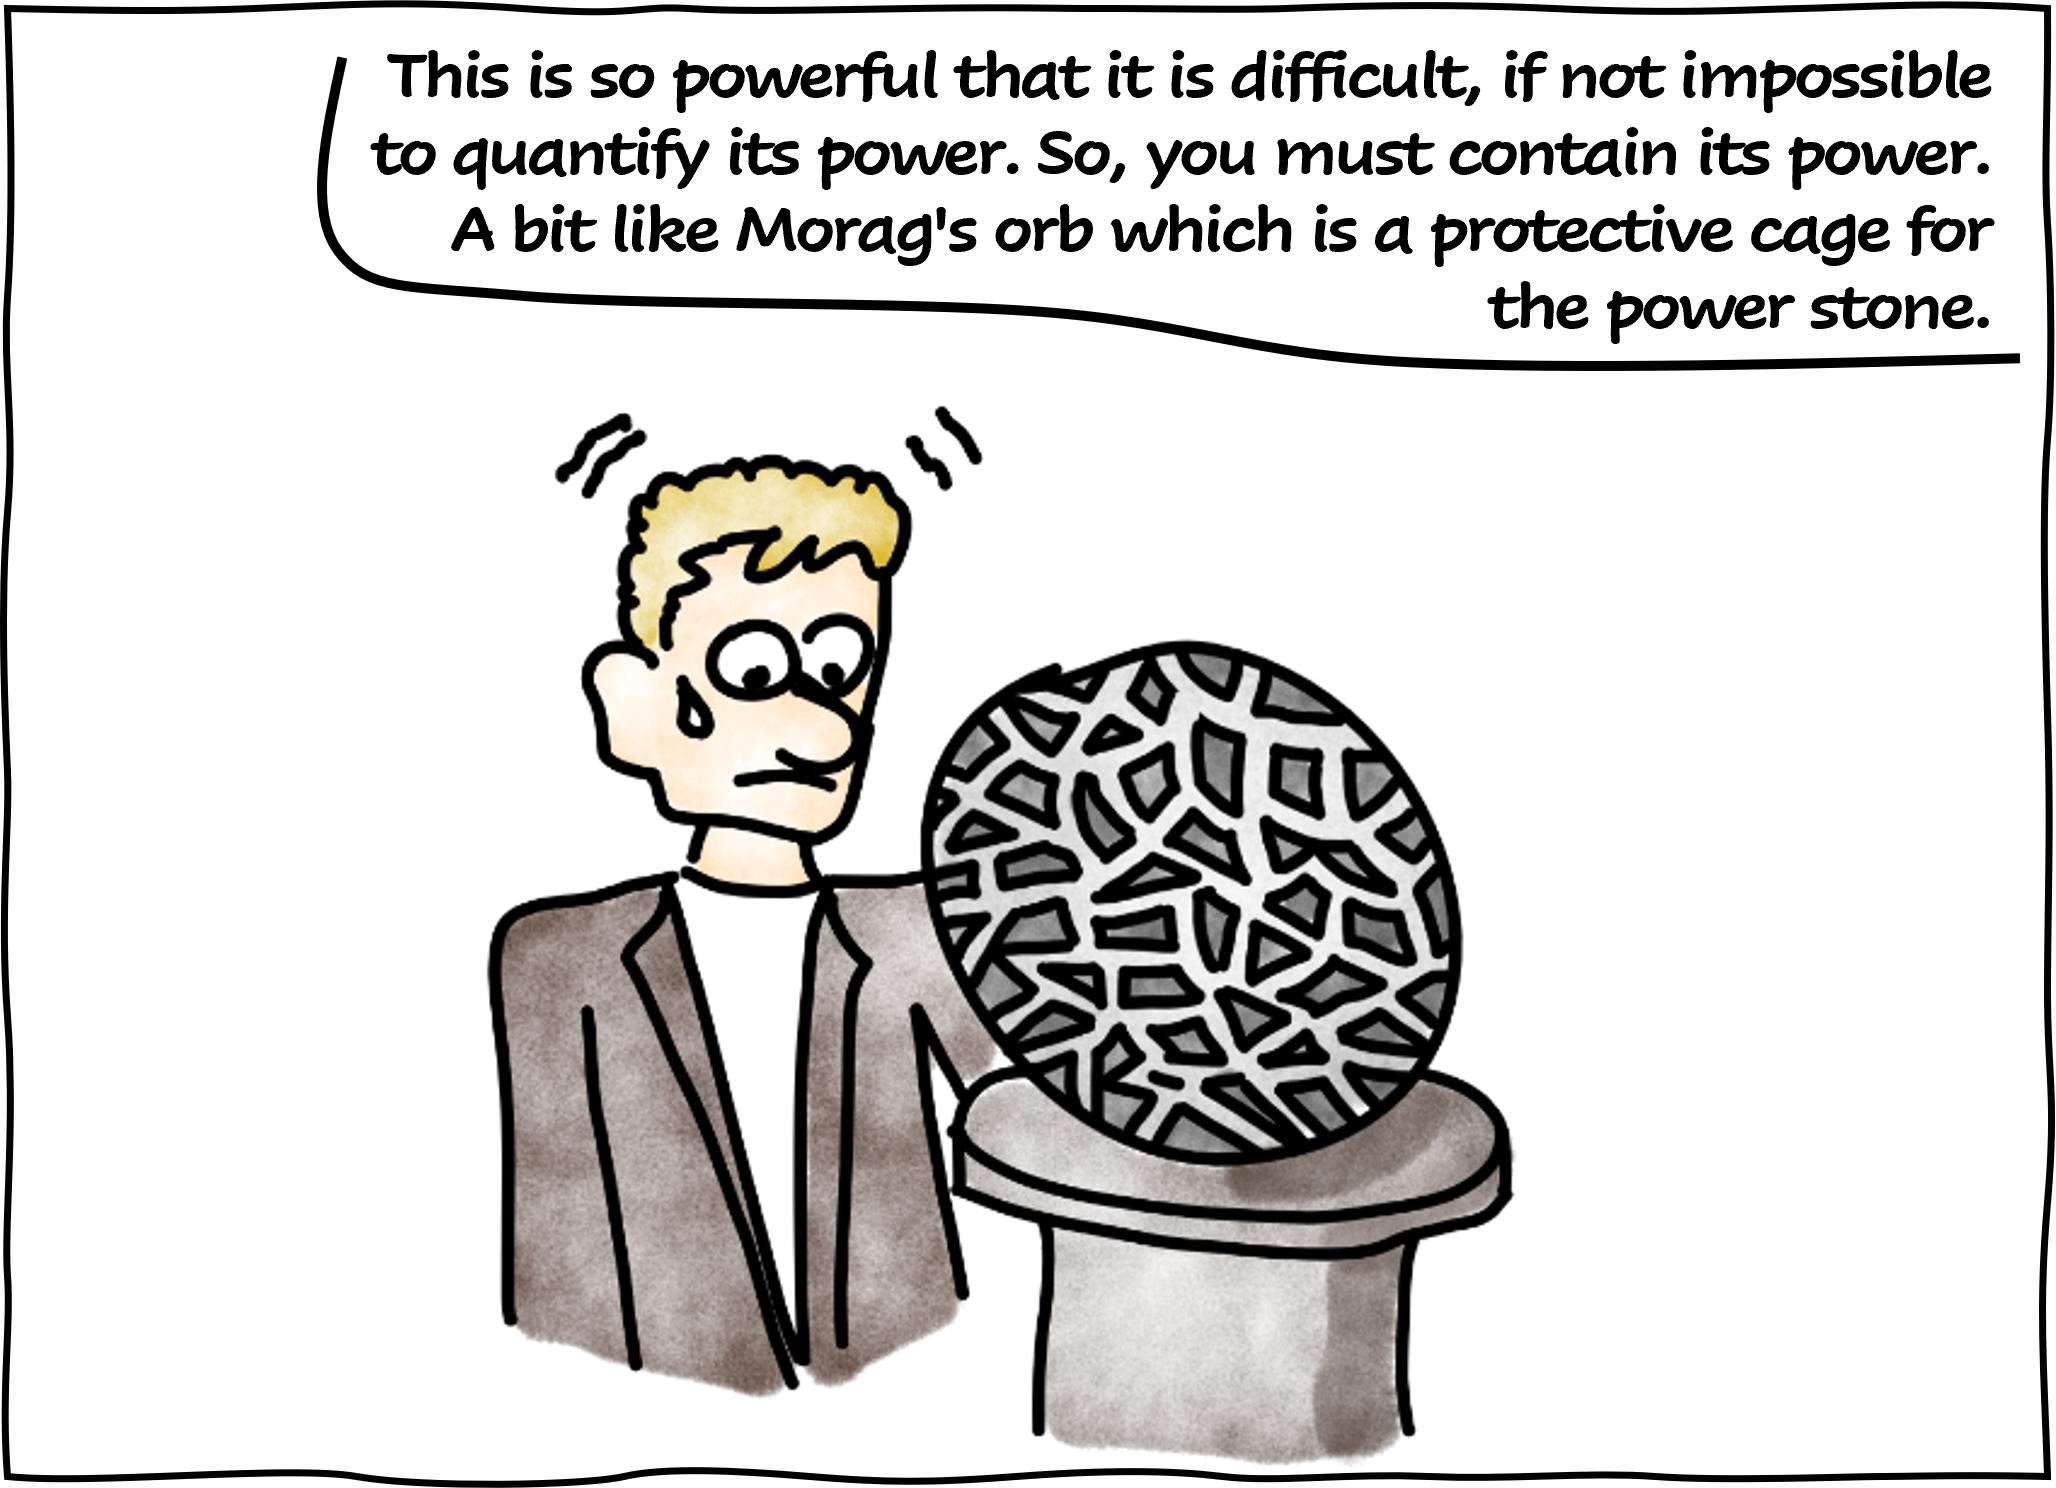 This is so powerful that it is difficult, if not impossible
to quantify its power. So, you must contain its power.
A bit like Morag's orb which is a protective cage for
the power stone.